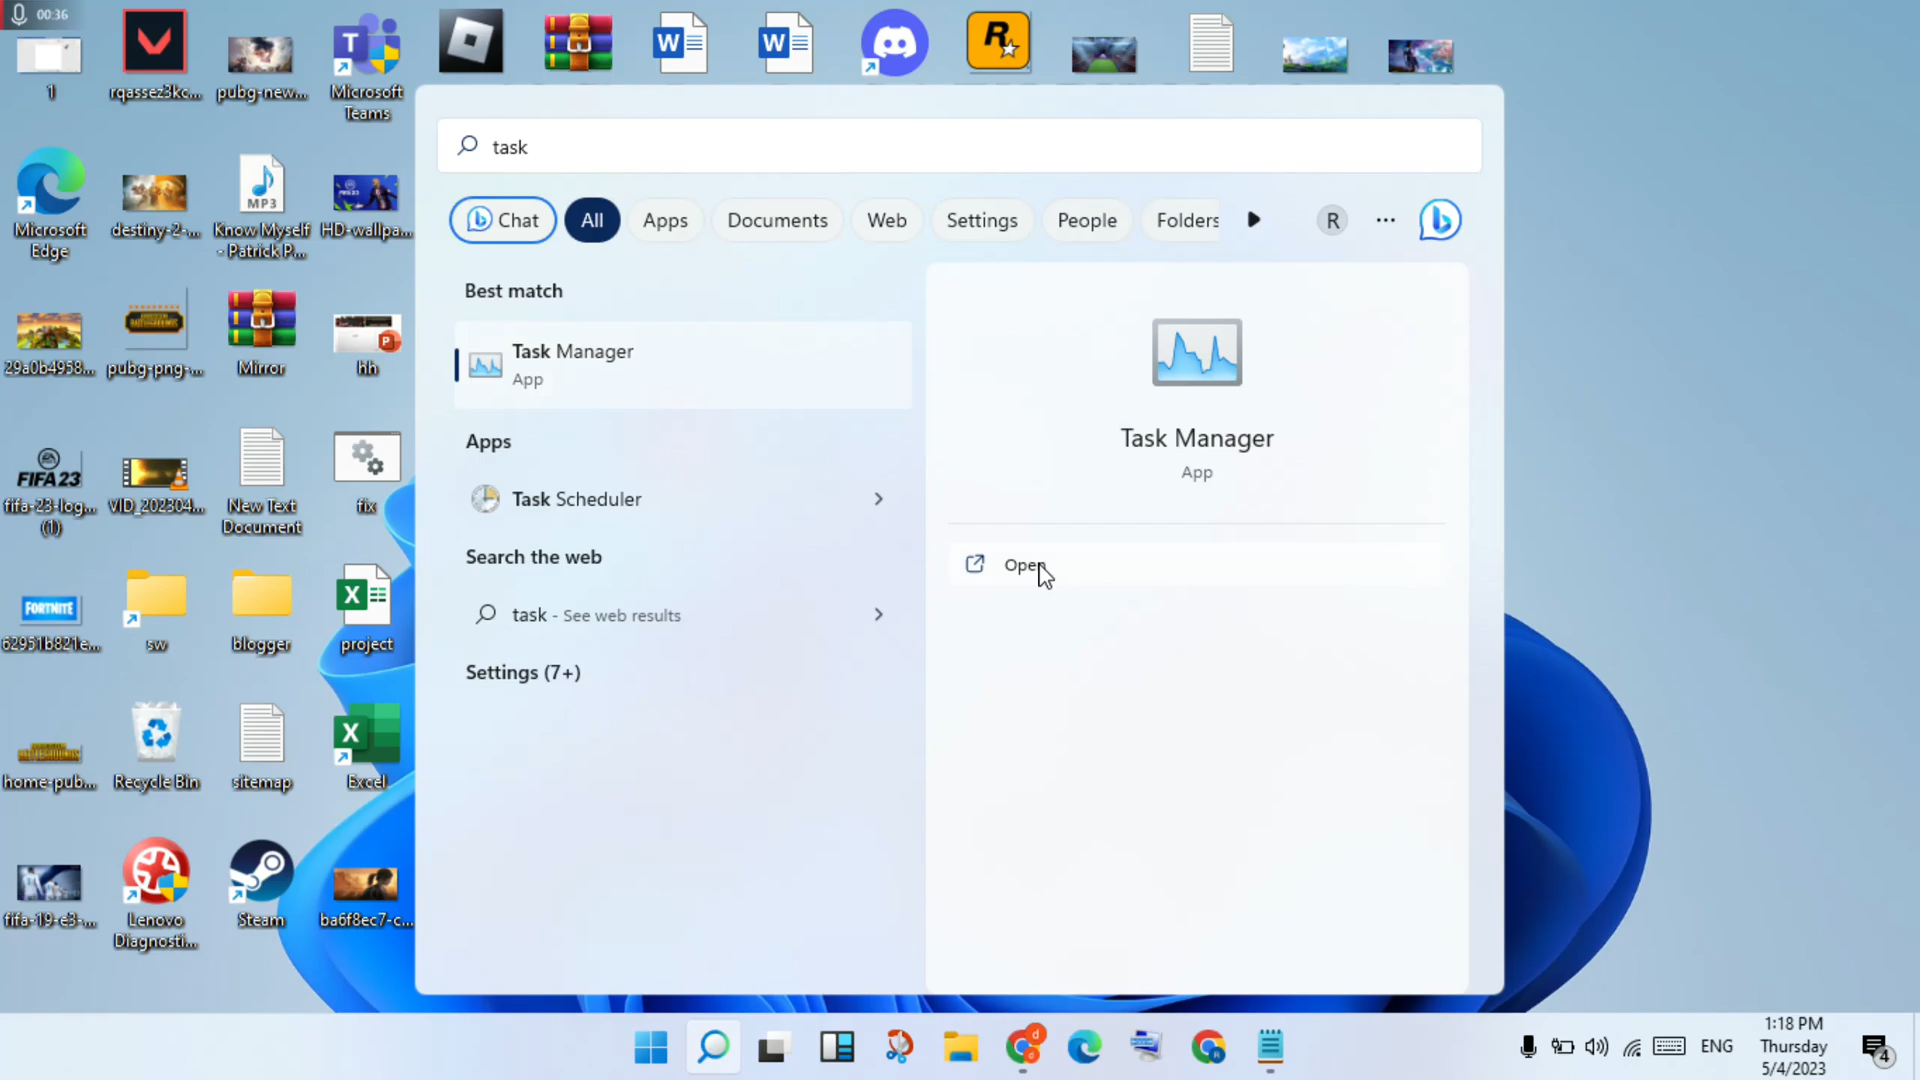 00:36
1
rqassez3kc...
pubg-new...
Microsoft
Teams
task
Chat
All
Apps
Documents
Web
Settings
People
Folders
R
...
Microsoft
Edge
destiny-2-...
MP3
Know Myself
- Patrick P...
HD-wallpa...
Best match
Task Manager
App
Task Manager
App
29a0b4958...
pubg-png-...
Mirror
hh
Apps
Task Scheduler
Open
FIFA 23
fifa-23-log...
(1)
VID_202304...
New Text
Document
fix
Search the web
task - See web results
FORTNITE
62951b821e...
sw
blogger
project
Settings (7+)
home-pub...
Recycle Bin
sitemap
Excel
fifa-19-e3-...
Lenovo
Diagnosti...
Steam
ba6f8ec7-c...
ENG
1:18 PM
Thursday
5/4/2023
4